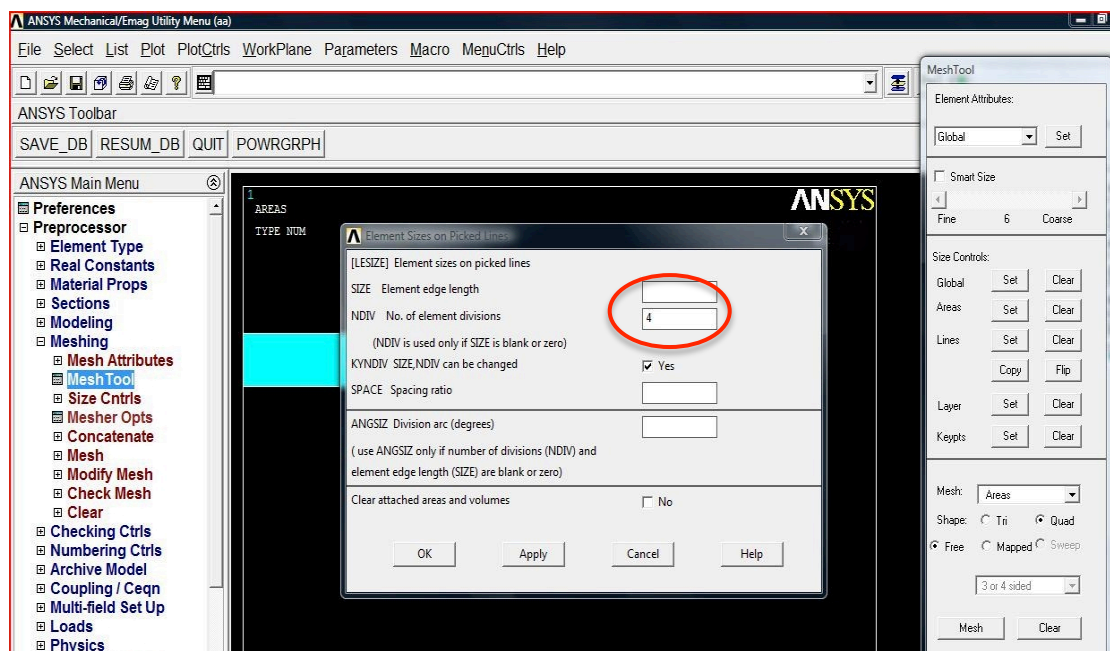 ANSYS Mechanical/Emag Utility Menu (aa)
File Select List Plot PlotCtrls WorkPlane Parameters Macro MenuCtrls Help
ANSYS Toolbar
SAVE_DB RESUM_DB QUIT POWRGRPH
ANSYS Main Menu
Preferences
Preprocessor
Element Type
Real Constants
Material Props
Sections
Modeling
Meshing
Mesh Attributes
MeshTool
Size Cntrls
Mesher Opts
Concatenate
Mesh
Modify Mesh
Check Mesh
Clear
Checking Ctrls
Numbering Ctrls
Archive Model
Coupling / Ceqn
Multi-field Set Up
Loads
Physics
1
AREAS
TYPE NUM
ANSYS
Element Sizes on Picked Lines
[LESIZE] Element sizes on picked lines
SIZE Element edge length
NDIV No. of element divisions 4
(NDIV is used only if SIZE is blank or zero)
KYNDIV SIZE,NDIV can be changed Yes
SPACE Spacing ratio
ANGSIZ Division arc (degrees)
( use ANGSIZ only if number of divisions (NDIV) and
element edge length (SIZE) are blank or zero)
Clear attached areas and volumes No
OK Apply Cancel Help
MeshTool
Element Attributes:
Global Set
Smart Size
Fine 6 Coarse
Size Controls:
Global Set Clear
Areas Set Clear
Lines Set Clear
Copy Flip
Layer Set Clear
Keypts Set Clear
Mesh: Areas
Shape: Tri Quad
Free Mapped Sweep
3 or 4 sided
Mesh Clear